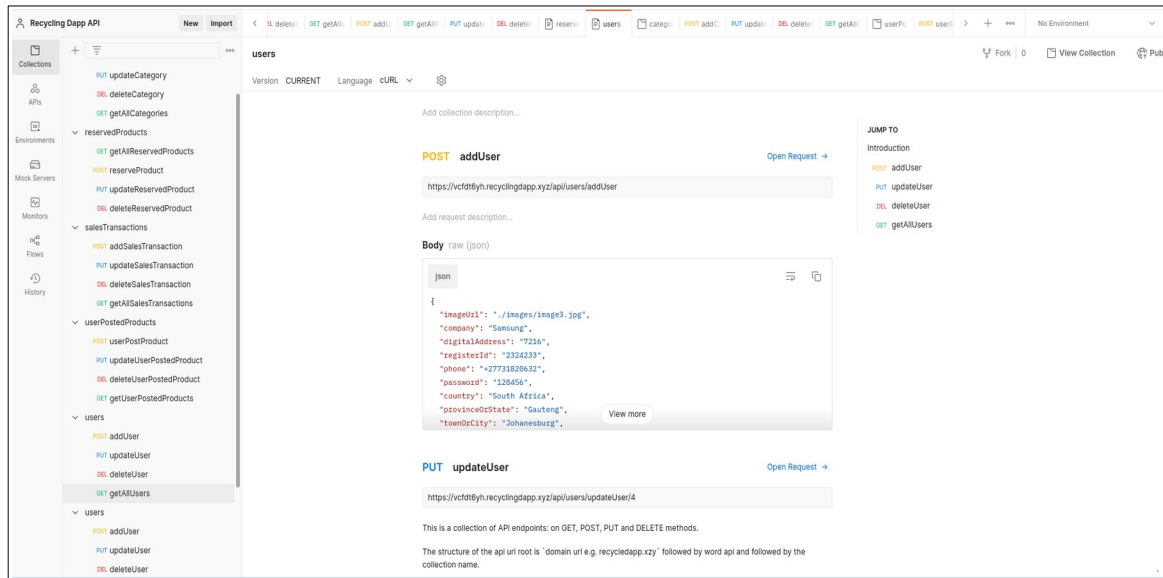 Recycling Dapp API
New
Import
GET getAllC
POST addU
GET getAllR
PUT update
DEL delete
reserve
users
catego
POST addC
PUT update
DEL delete
GET getAllC
userPo
POST user
No Environment
Collections
APIs
Environments
Mock Servers
Monitors
Flows
History
PUT updateCategory
DEL deleteCategory
GET getAllCategories
reservedProducts
GET getAllReservedProducts
POST reserveProduct
PUT updateReservedProduct
DEL deleteReservedProduct
salesTransactions
POST addSalesTransaction
PUT updateSalesTransaction
DEL deleteSalesTransaction
GET getAllSalesTransactions
userPostedProducts
POST userPostProduct
PUT updateUserPostedProduct
DEL deleteUserPostedProduct
GET getUserPostedProducts
users
POST addUser
PUT updateUser
DEL deleteUser
GET getAllUsers
users
POST addUser
PUT updateUser
DEL deleteUser
users
Fork 0
View Collection
Pub
Version CURRENT Language cURL
Add collection description...
POST addUser
Open Request →
https://vcfdt6yh.recyclingdapp.xyz/api/users/addUser
Add request description...
Body raw (json)
json
{
"imageUrl": "./images/image3.jpg",
"company": "Samsung",
"digitalAddress": "7216",
"registerId": "2324233",
"phone": "+27731820632",
"password": "128456",
"country": "South Africa",
"provinceOrState": "Gauteng",
"townOrCity": "Johanesburg",
View more
PUT updateUser
Open Request →
https://vcfdt6yh.recyclingdapp.xyz/api/users/updateUser/4
This is a collection of API endpoints: on GET, POST, PUT and DELETE methods.
The structure of the api url root is `domain url e.g. recycledapp.xzy` followed by word api and followed by the
collection name.
JUMP TO
Introduction
POST addUser
PUT updateUser
DEL deleteUser
GET getAllUsers